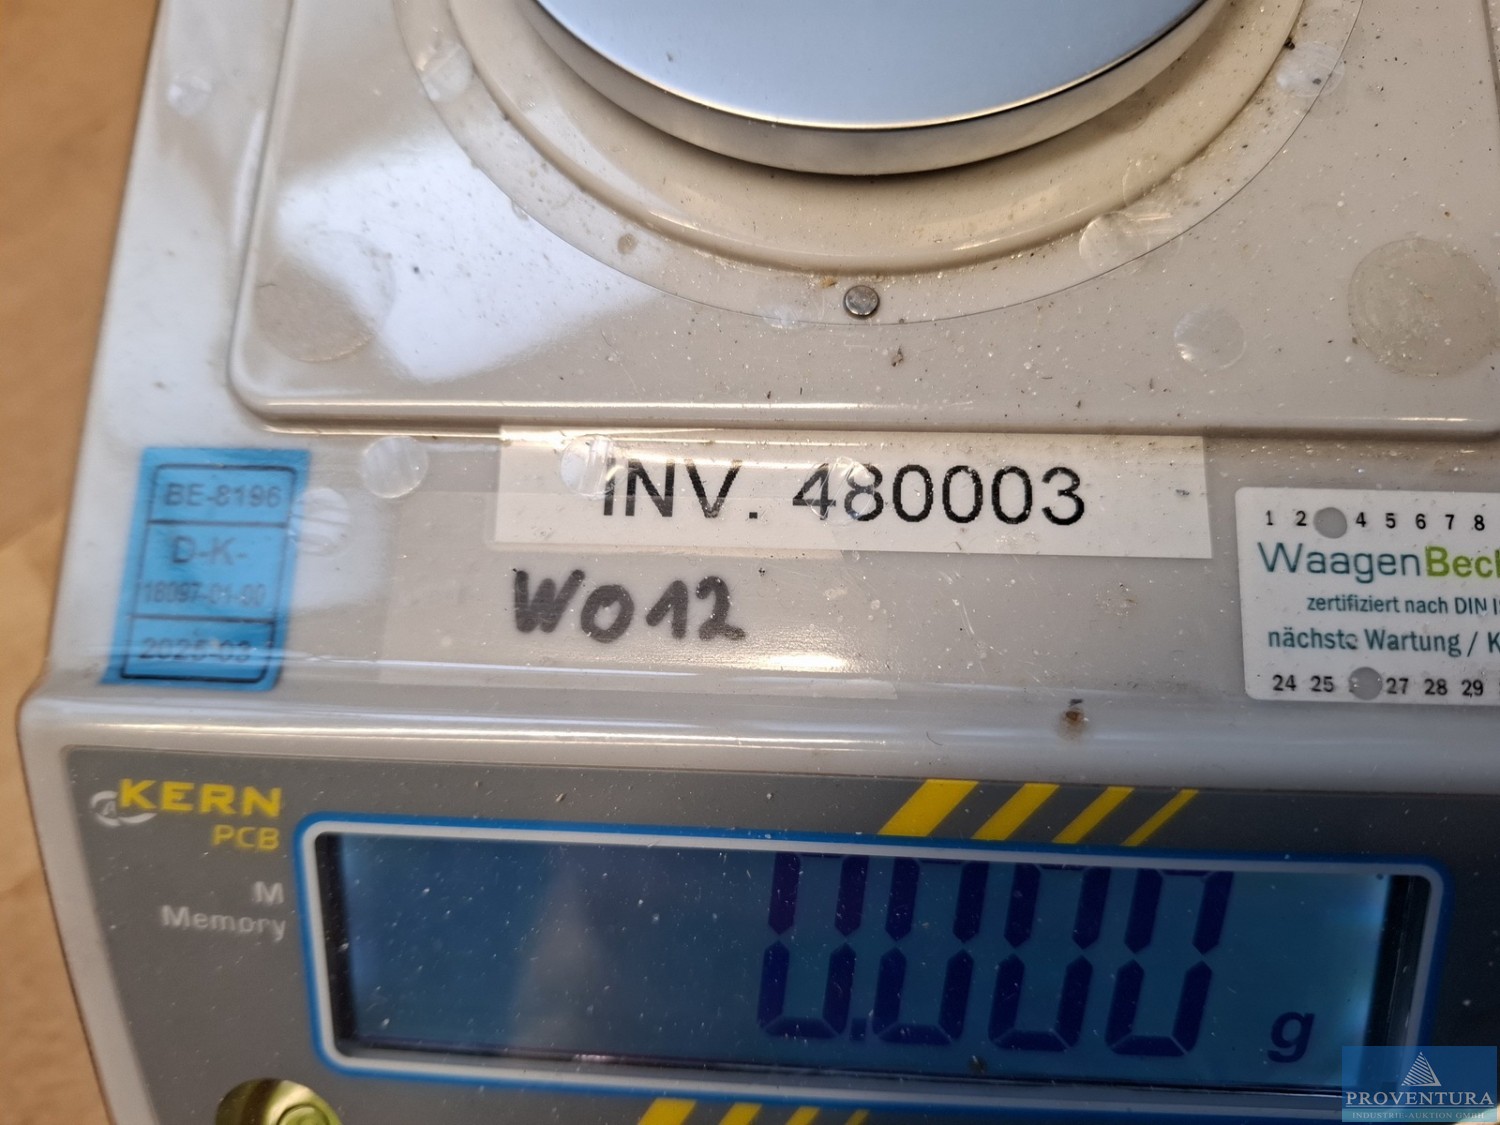 BE-8196
D-K-
18097-01-00
2025-03
INV. 480003
W012
1 2 4 5 6 7 8
WaagenBec
zertifiziert nach DIN
nächste Wartung / K
24 25 27 28 29
KERN
PCB
M
Memory
0.000 g
PROVENTURA
INDUSTRIE-AUKTION GMBH